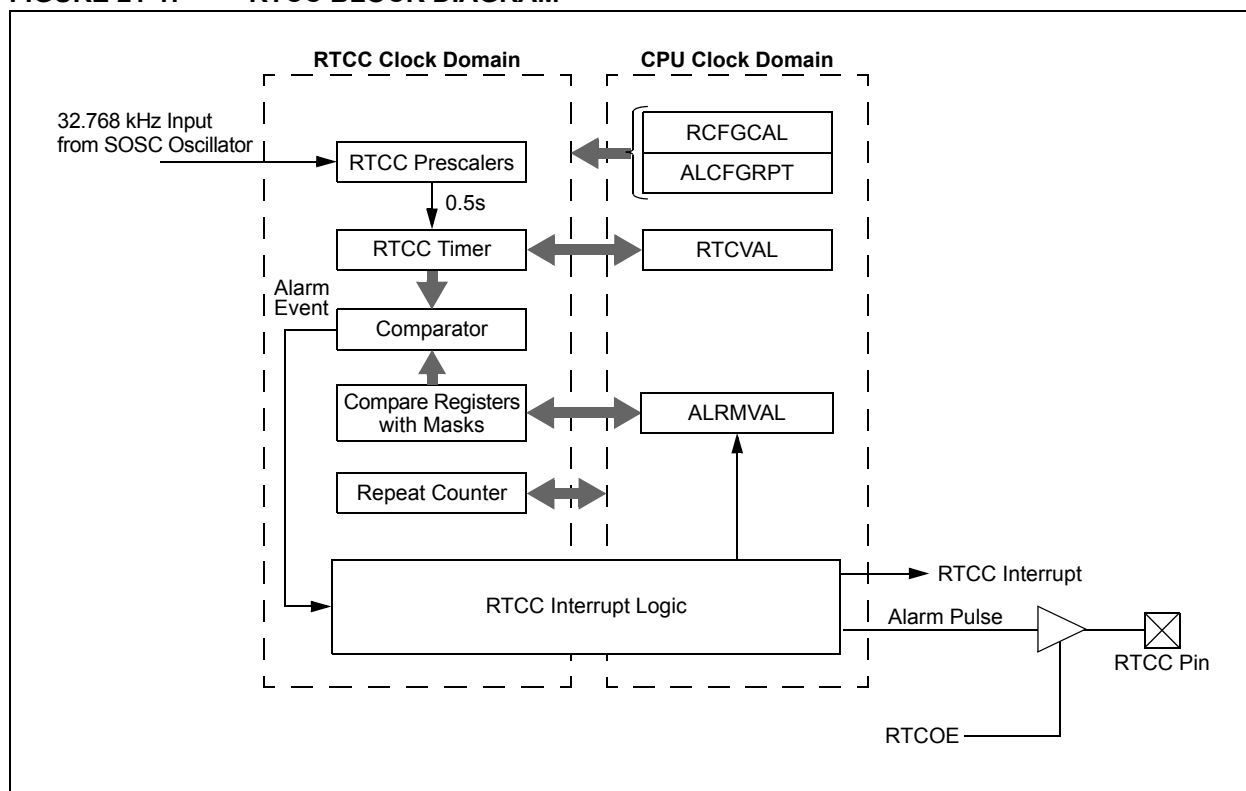 RTCC Clock Domain
CPU Clock Domain
32.768 kHz Input
from SOSC Oscillator
RTCC Prescalers
RCFGCAL
ALCFGRPT
0.5s
RTCC Timer
RTCVAL
Alarm
Event
Comparator
Compare Registers
with Masks
ALRMVAL
Repeat Counter
RTCC Interrupt Logic
RTCC Interrupt
Alarm Pulse
RTCC Pin
RTCOE